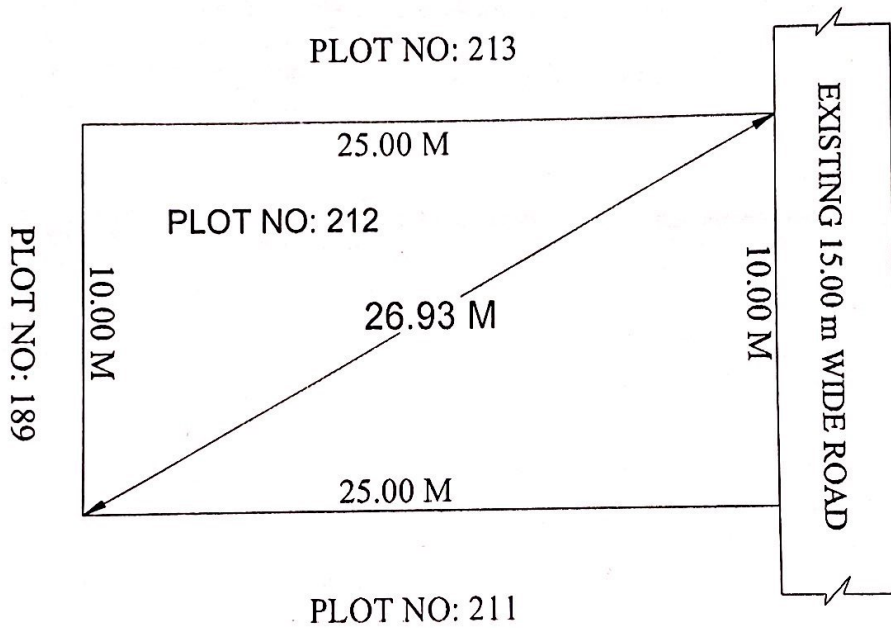 PLOT NO: 213
25.00 M
PLOT NO: 212
PLOT NO: 189
10.00 M
26.93 M
10.00 M
EXISTING 15.00 m WIDE ROAD
25.00 M
PLOT NO: 211